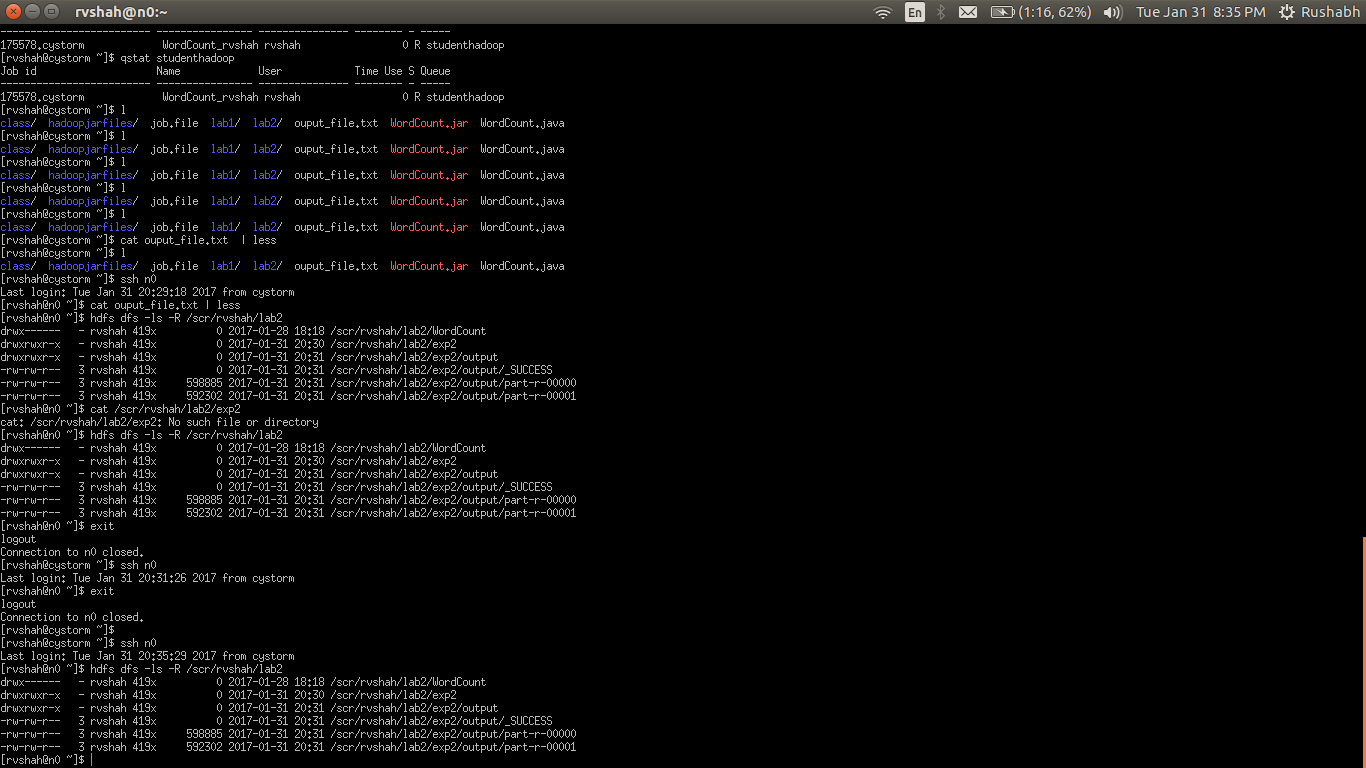 rvshah@n0:~ En (1:16, 62%) Tue Jan 31 8:35 PM Rushabh
------------------------- ---------------- --------------- -------- - -----
175578.cystorm WordCount_rvshah rvshah 0 R studenthadoop
[rvshah@cystorm ~]$ qstat studenthadoop
Job id Name User Time Use S Queue
------------------------- ---------------- --------------- -------- - -----
175578.cystorm WordCount_rvshah rvshah 0 R studenthadoop
[rvshah@cystorm ~]$ l
class/ hadoopjarfiles/ job.file lab1/ lab2/ ouput_file.txt WordCount.jar WordCount.java
[rvshah@cystorm ~]$ l
class/ hadoopjarfiles/ job.file lab1/ lab2/ ouput_file.txt WordCount.jar WordCount.java
[rvshah@cystorm ~]$ l
class/ hadoopjarfiles/ job.file lab1/ lab2/ ouput_file.txt WordCount.jar WordCount.java
[rvshah@cystorm ~]$ l
class/ hadoopjarfiles/ job.file lab1/ lab2/ ouput_file.txt WordCount.jar WordCount.java
[rvshah@cystorm ~]$ l
class/ hadoopjarfiles/ job.file lab1/ lab2/ ouput_file.txt WordCount.jar WordCount.java
[rvshah@cystorm ~]$ cat ouput_file.txt | less
[rvshah@cystorm ~]$ l
class/ hadoopjarfiles/ job.file lab1/ lab2/ ouput_file.txt WordCount.jar WordCount.java
[rvshah@cystorm ~]$ ssh n0
Last login: Tue Jan 31 20:29:18 2017 from cystorm
[rvshah@n0 ~]$ cat ouput_file.txt | less
[rvshah@n0 ~]$ hdfs dfs -ls -R /scr/rvshah/lab2
drwx------ - rvshah 419x 0 2017-01-28 18:18 /scr/rvshah/lab2/WordCount
drwxrwxr-x - rvshah 419x 0 2017-01-31 20:30 /scr/rvshah/lab2/exp2
drwxrwxr-x - rvshah 419x 0 2017-01-31 20:31 /scr/rvshah/lab2/exp2/output
-rw-rw-r-- 3 rvshah 419x 0 2017-01-31 20:31 /scr/rvshah/lab2/exp2/output/_SUCCESS
-rw-rw-r-- 3 rvshah 419x 598885 2017-01-31 20:31 /scr/rvshah/lab2/exp2/output/part-r-00000
-rw-rw-r-- 3 rvshah 419x 592302 2017-01-31 20:31 /scr/rvshah/lab2/exp2/output/part-r-00001
[rvshah@n0 ~]$ cat /scr/rvshah/lab2/exp2
cat: /scr/rvshah/lab2/exp2: No such file or directory
[rvshah@n0 ~]$ hdfs dfs -ls -R /scr/rvshah/lab2
drwx------ - rvshah 419x 0 2017-01-28 18:18 /scr/rvshah/lab2/WordCount
drwxrwxr-x - rvshah 419x 0 2017-01-31 20:30 /scr/rvshah/lab2/exp2
drwxrwxr-x - rvshah 419x 0 2017-01-31 20:31 /scr/rvshah/lab2/exp2/output
-rw-rw-r-- 3 rvshah 419x 0 2017-01-31 20:31 /scr/rvshah/lab2/exp2/output/_SUCCESS
-rw-rw-r-- 3 rvshah 419x 598885 2017-01-31 20:31 /scr/rvshah/lab2/exp2/output/part-r-00000
-rw-rw-r-- 3 rvshah 419x 592302 2017-01-31 20:31 /scr/rvshah/lab2/exp2/output/part-r-00001
[rvshah@n0 ~]$ exit
logout
Connection to n0 closed.
[rvshah@cystorm ~]$ ssh n0
Last login: Tue Jan 31 20:31:26 2017 from cystorm
[rvshah@n0 ~]$ exit
logout
Connection to n0 closed.
[rvshah@cystorm ~]$
[rvshah@cystorm ~]$ ssh n0
Last login: Tue Jan 31 20:35:29 2017 from cystorm
[rvshah@n0 ~]$ hdfs dfs -ls -R /scr/rvshah/lab2
drwx------ - rvshah 419x 0 2017-01-28 18:18 /scr/rvshah/lab2/WordCount
drwxrwxr-x - rvshah 419x 0 2017-01-31 20:30 /scr/rvshah/lab2/exp2
drwxrwxr-x - rvshah 419x 0 2017-01-31 20:31 /scr/rvshah/lab2/exp2/output
-rw-rw-r-- 3 rvshah 419x 0 2017-01-31 20:31 /scr/rvshah/lab2/exp2/output/_SUCCESS
-rw-rw-r-- 3 rvshah 419x 598885 2017-01-31 20:31 /scr/rvshah/lab2/exp2/output/part-r-00000
-rw-rw-r-- 3 rvshah 419x 592302 2017-01-31 20:31 /scr/rvshah/lab2/exp2/output/part-r-00001
[rvshah@n0 ~]$